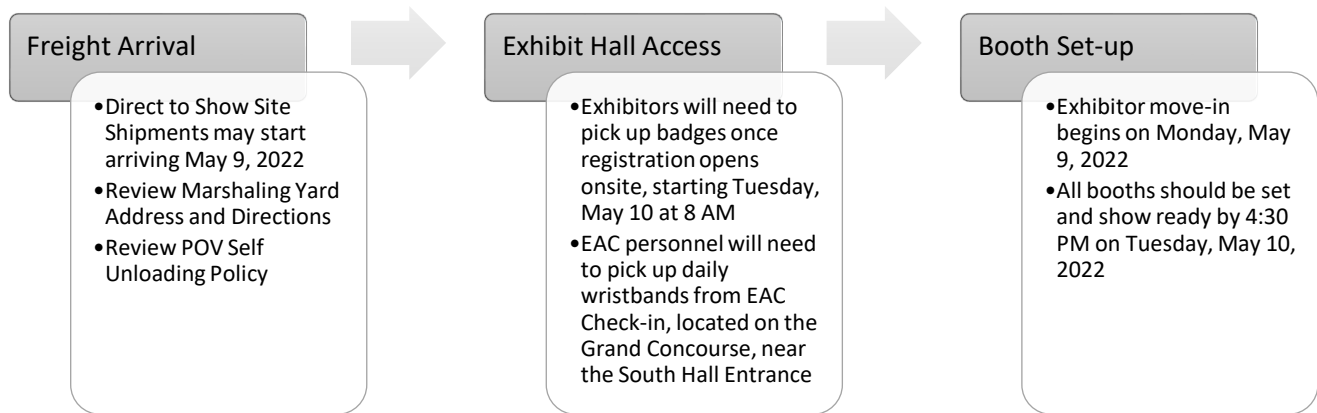 Freight Arrival
•Direct to Show Site
Shipments may start
arriving May 9, 2022
•Review Marshaling Yard
Address and Directions
•Review POV Self
Unloading Policy
Exhibit Hall Access
•Exhibitors will need to
pick up badges once
registration opens
onsite, starting Tuesday,
May 10 at 8 AM
•EAC personnel will need
to pick up daily
wristbands from EAC
Check-in, located on the
Grand Concourse, near
the South Hall Entrance
Booth Set-up
•Exhibitor move-in
begins on Monday, May
9, 2022
•All booths should be set
and show ready by 4:30
PM on Tuesday, May 10,
2022